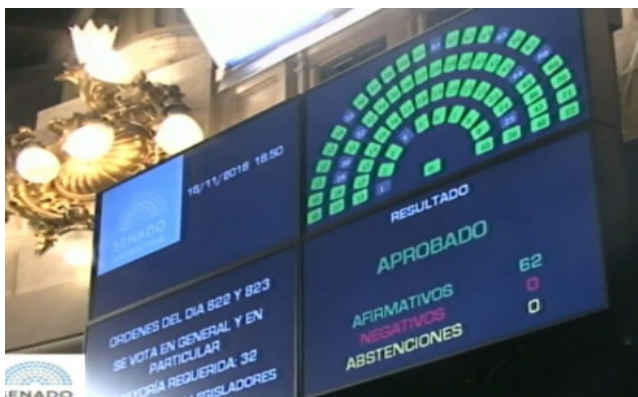 16/11/2016 18:50
SENADO
ARGENTINA
RESULTADO
APROBADO
AFIRMATIVOS 62
NEGATIVOS 0
ABSTENCIONES 0
ORDENES DEL DIA 822 Y 823
SE VOTA EN GENERAL Y EN
PARTICULAR
MAYORÍA REQUERIDA: 32
LEGISLADORES
SENADO